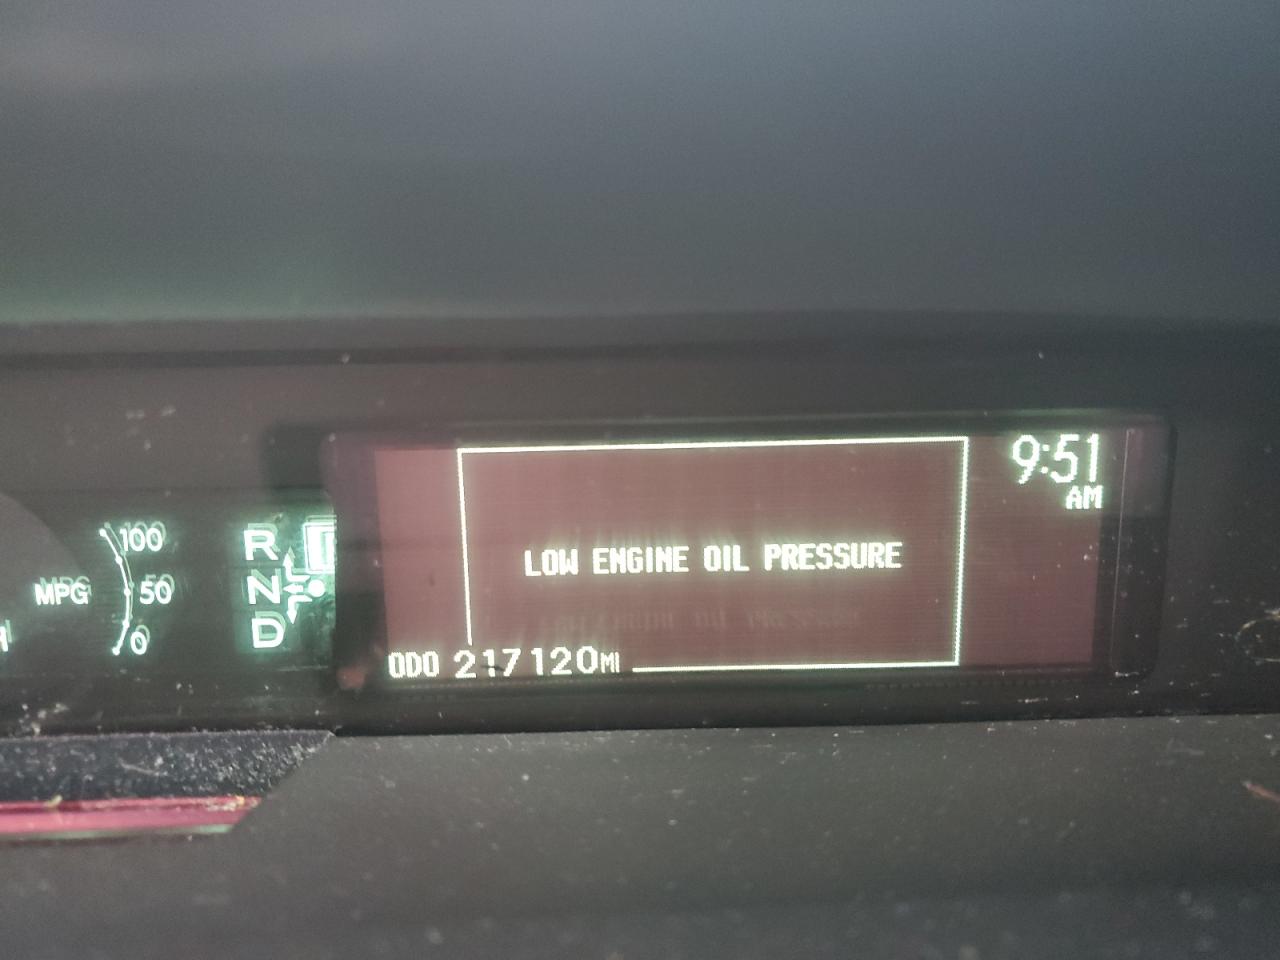 9:51
AM
100
MPG
50
0
R
N
D
LOW ENGINE OIL PRESSURE
ODO 217120MI